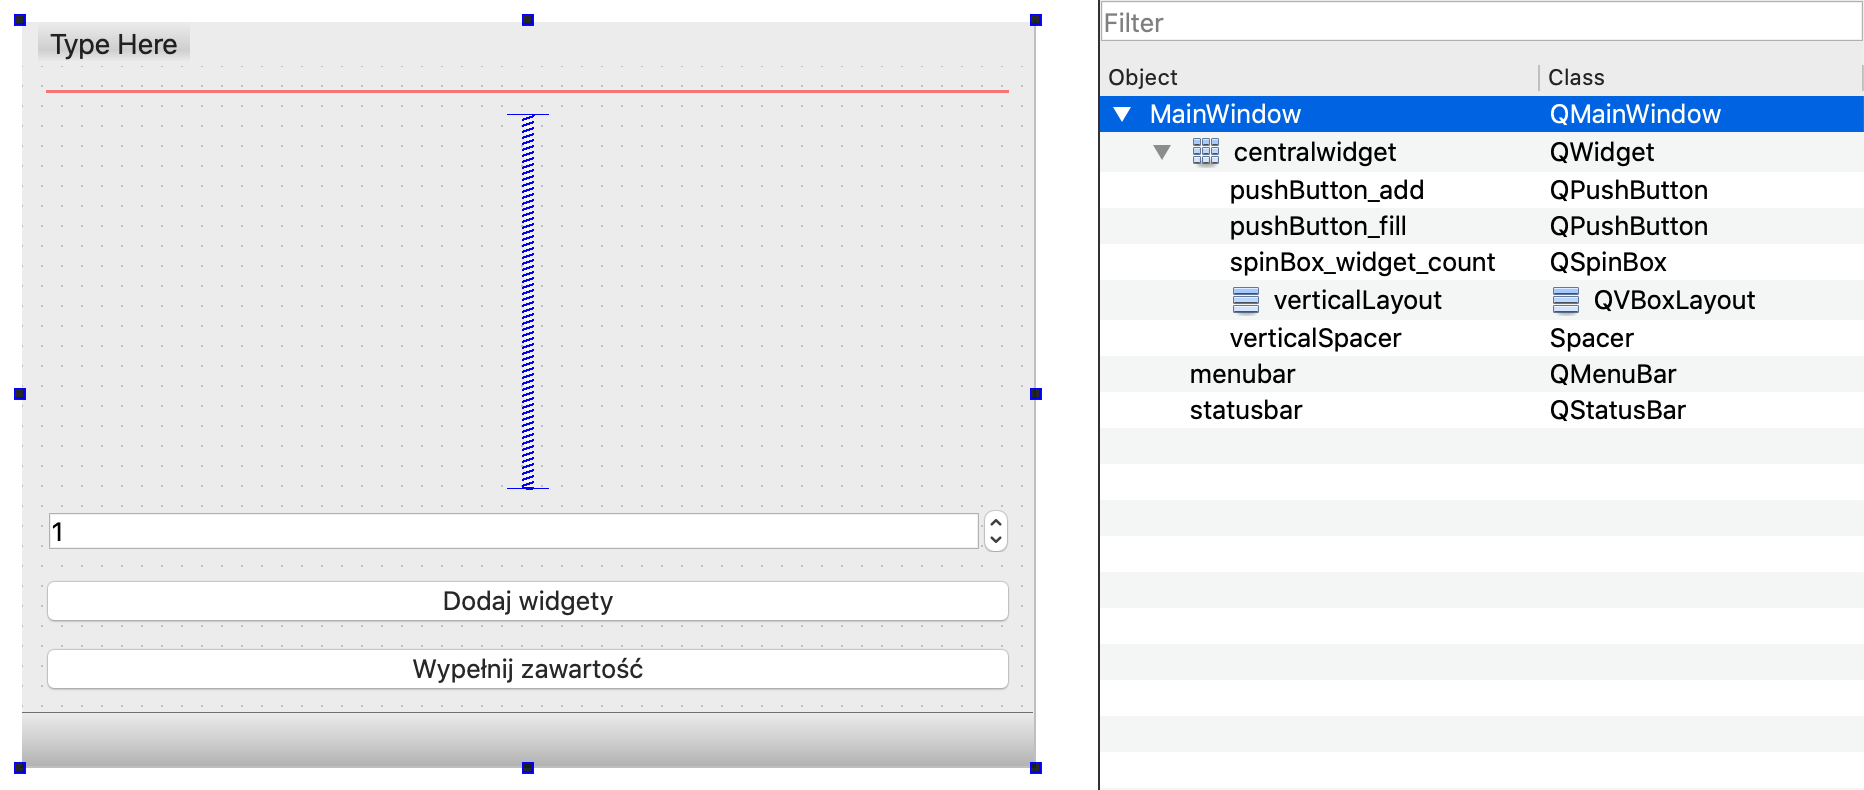 Type Here
1
Dodaj widgety
Wypełnij zawartość
Filter
Object Class
MainWindow QMainWindow
centralwidget QWidget
pushButton_add QPushButton
pushButton_fill QPushButton
spinBox_widget_count QSpinBox
verticalLayout QVBoxLayout
verticalSpacer Spacer
menubar QMenuBar
statusbar QStatusBar